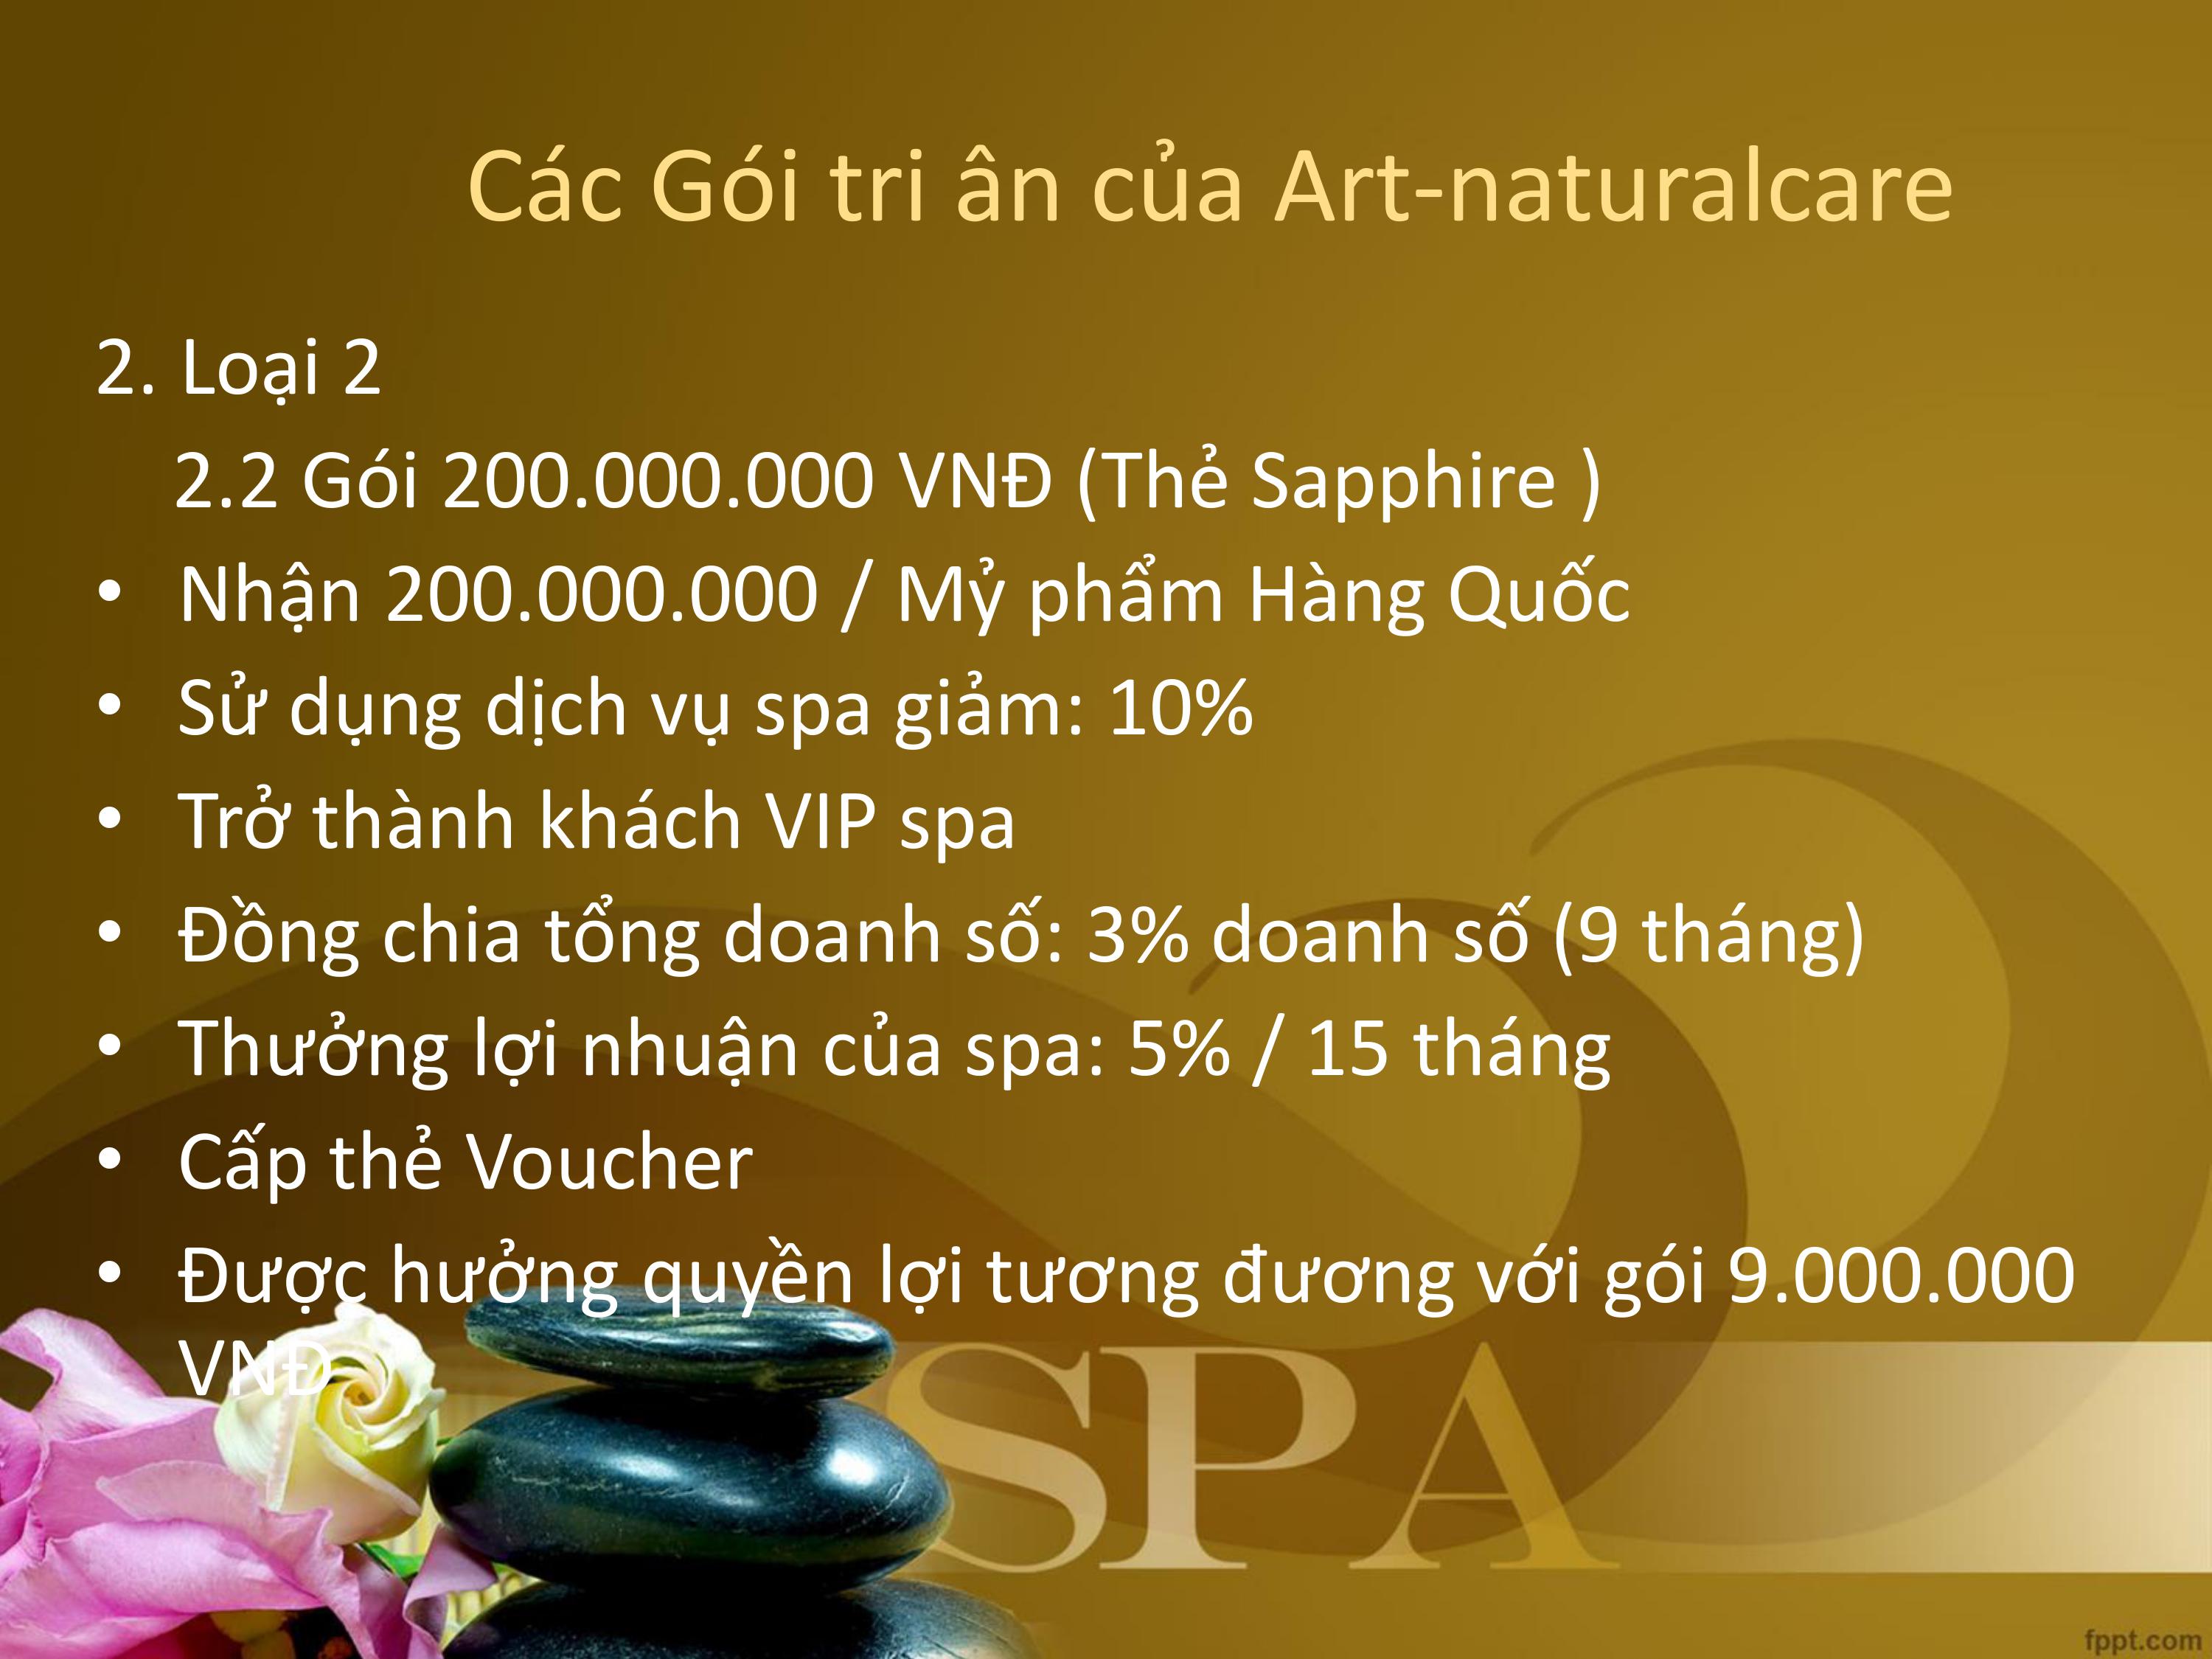 Các Gói tri ân của Art-naturalcare
2. Loại 2
2.2 Gói 200.000.000 VNĐ (Thẻ Sapphire )
• Nhận 200.000.000 / Mỷ phẩm Hàng Quốc
• Sử dụng dịch vụ spa giảm: 10%
• Trở thành khách VIP spa
• Đồng chia tổng doanh số: 3% doanh số (9 tháng)
• Thưởng lợi nhuận của spa: 5% / 15 tháng
• Cấp thẻ Voucher
• Được hưởng quyền lợi tương đương với gói 9.000.000
VNĐ
SPA
fppt.com